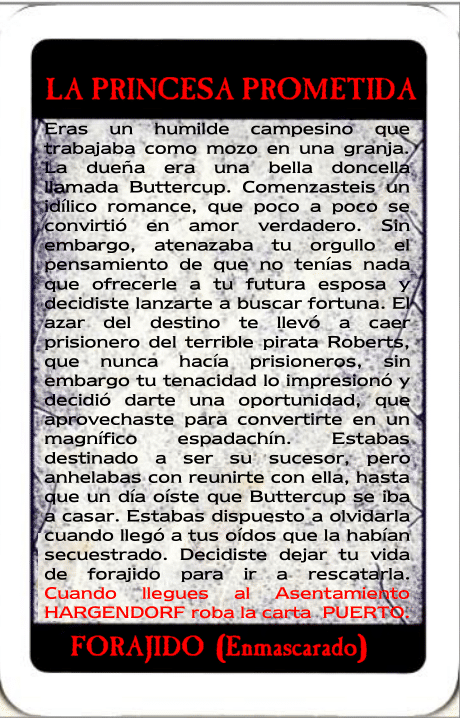 LA PRINCESA PROMETIDA
Eras un humilde campesino que
trabajaba como mozo en una granja.
La dueña era una bella doncella
llamada Buttercup. Comenzasteis un
idílico romance, que poco a poco se
convirtió en amor verdadero. Sin
embargo, atenazaba tu orgullo el
pensamiento de que no tenías nada
que ofrecerle a tu futura esposa y
decidiste lanzarte a buscar fortuna. El
azar del destino te llevó a caer
prisionero del terrible pirata Roberts,
que nunca hacía prisioneros, sin
embargo tu tenacidad lo impresionó y
decidió darte una oportunidad, que
aprovechaste para convertirte en un
magnífico espadachín. Estabas
destinado a ser su sucesor, pero
anhelabas con reunirte con ella, hasta
que un día oíste que Buttercup se iba
a casar. Estabas dispuesto a olvidarla
cuando llegó a tus oídos que la habían
secuestrado. Decidiste dejar tu vida
de forajido para ir a rescatarla.
Cuando llegues al Asentamiento
HARGENDORF roba la carta PUERTO.
FORAJIDO (Enmascarado)